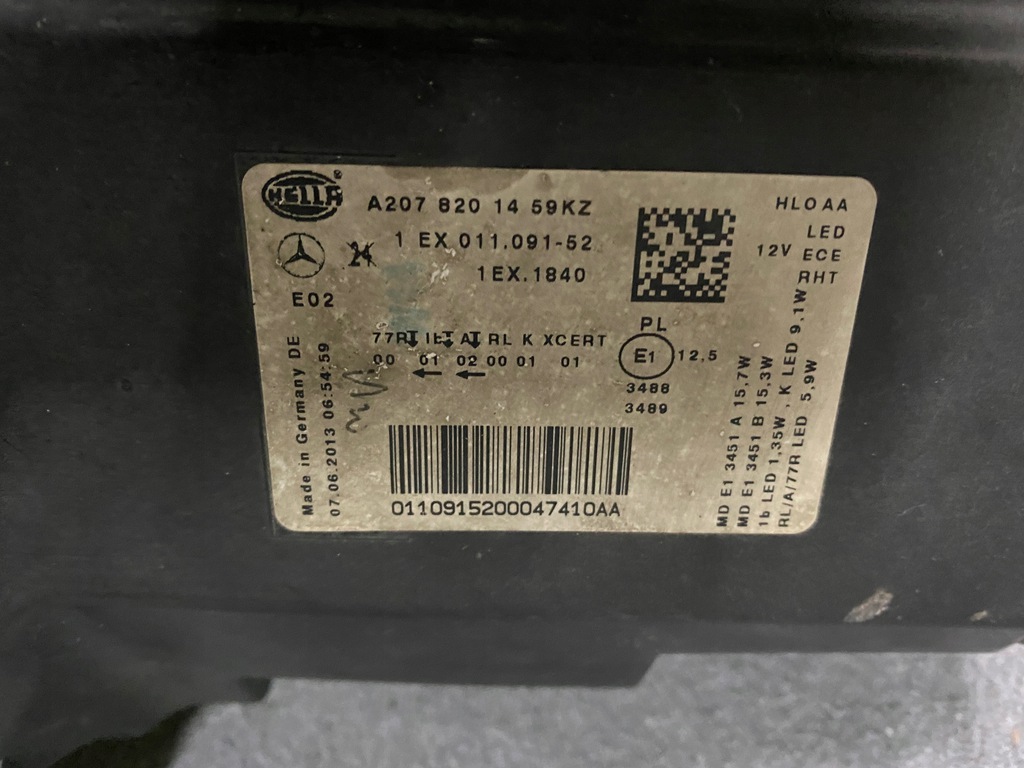 HELLA®
A207 820 14 59KZ
1 EX 011.091-52
1EX.1840
24
E02
77R 1b A RL K XCERT
00 01 02 00 01 01
PL
E1 12,5
3488
3489
HLOAA
LED
12V ECE
RHT
Made in Germany DE
07.06.2013 06:54:59
MD E1 3451 A 15,7W
MD E1 3451 B 15,3W
1b LED 1,35W , K LED 9,1W
RL/A/77R LED 5,9W
0110915200047410AA